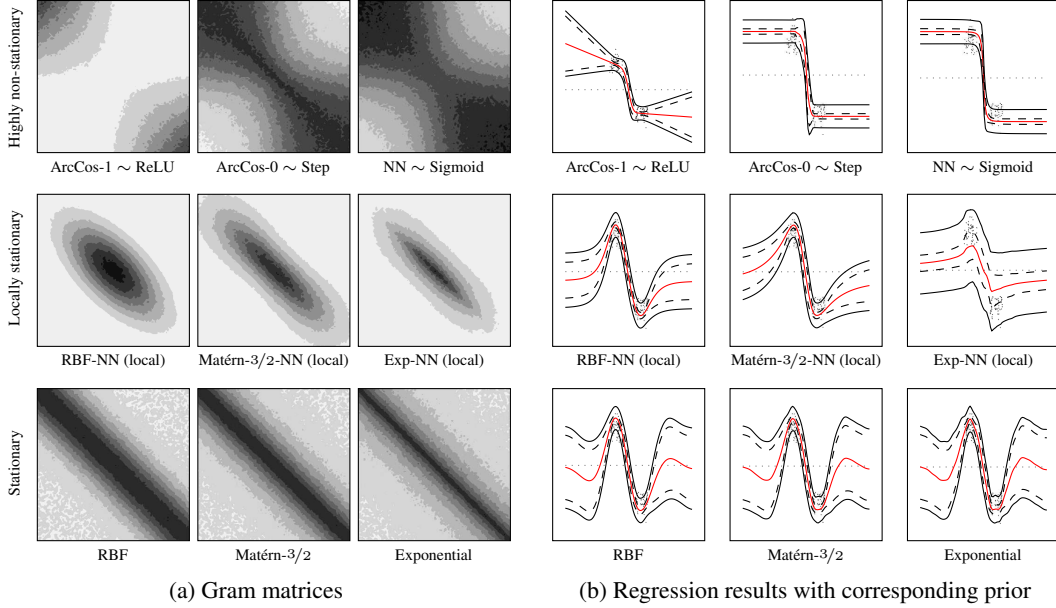 Highly non-stationary
ArcCos-1 ∼ ReLU
ArcCos-0 ∼ Step
NN ∼ Sigmoid
ArcCos-1 ∼ ReLU
ArcCos-0 ∼ Step
NN ∼ Sigmoid
Locally stationary
RBF-NN (local)
Matérn-3/2-NN (local)
Exp-NN (local)
RBF-NN (local)
Matérn-3/2-NN (local)
Exp-NN (local)
Stationary
RBF
Matérn-3/2
Exponential
RBF
Matérn-3/2
Exponential
(a) Gram matrices
(b) Regression results with corresponding prior